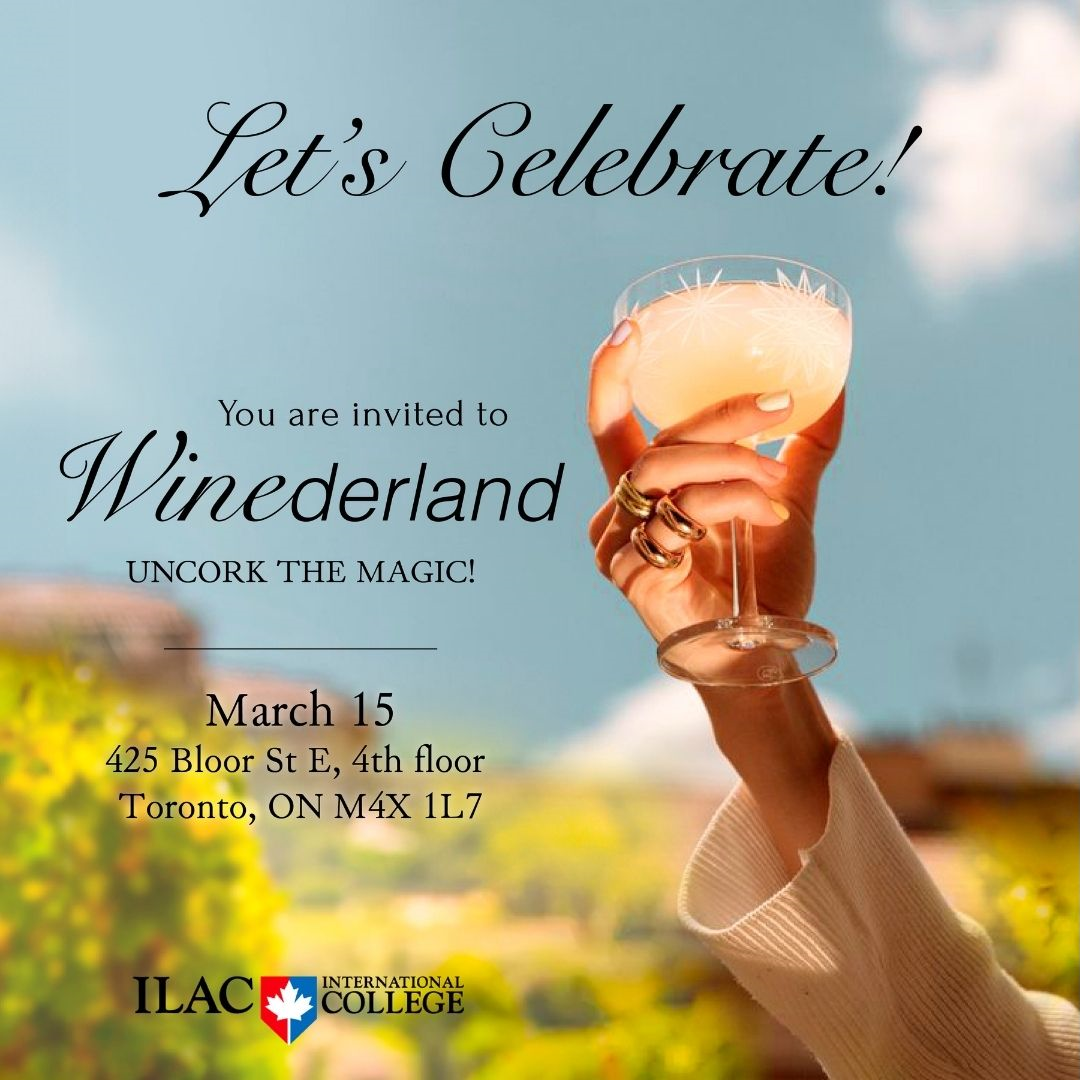 Let's Celebrate!
You are invited to
Winederland
UNCORK THE MAGIC!
March 15
425 Bloor St E, 4th floor
Toronto, ON M4X 1L7
ILAC INTERNATIONAL COLLEGE